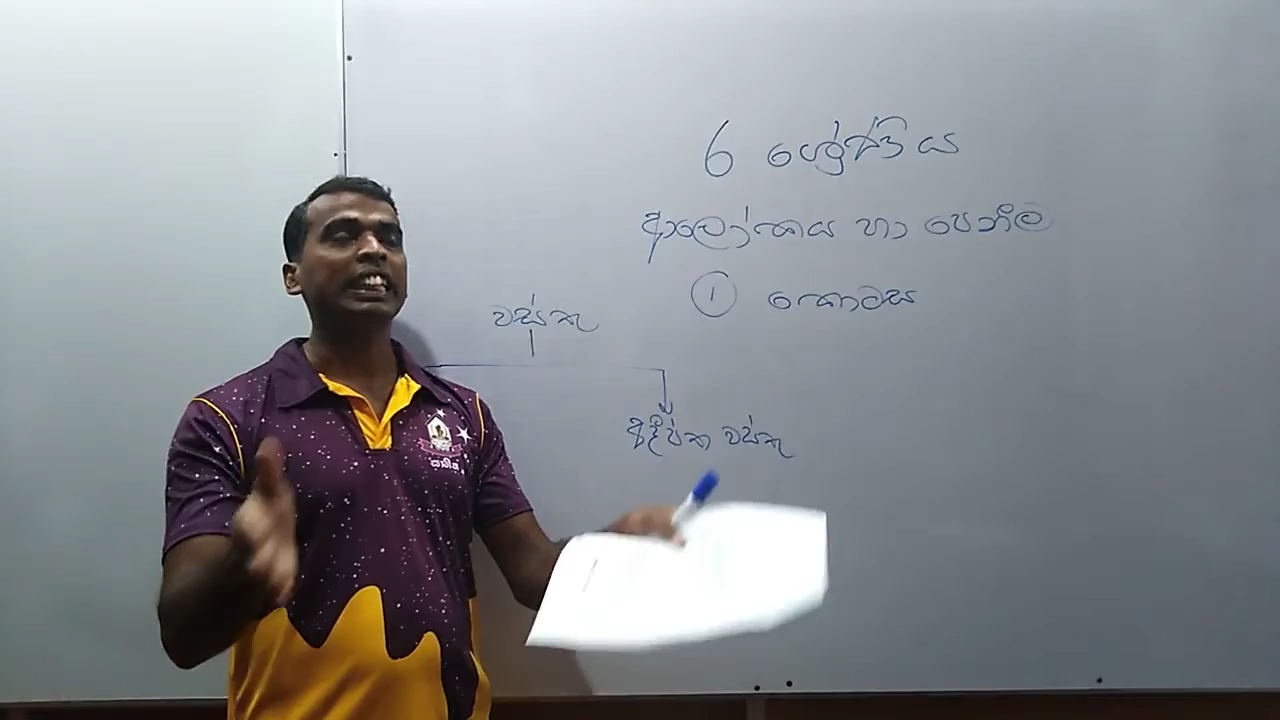 6 ශ්‍රේණිය
ආලෝකය හා පෙනීම
1 කොටස
වස්තු
අදීප්ත වස්තු